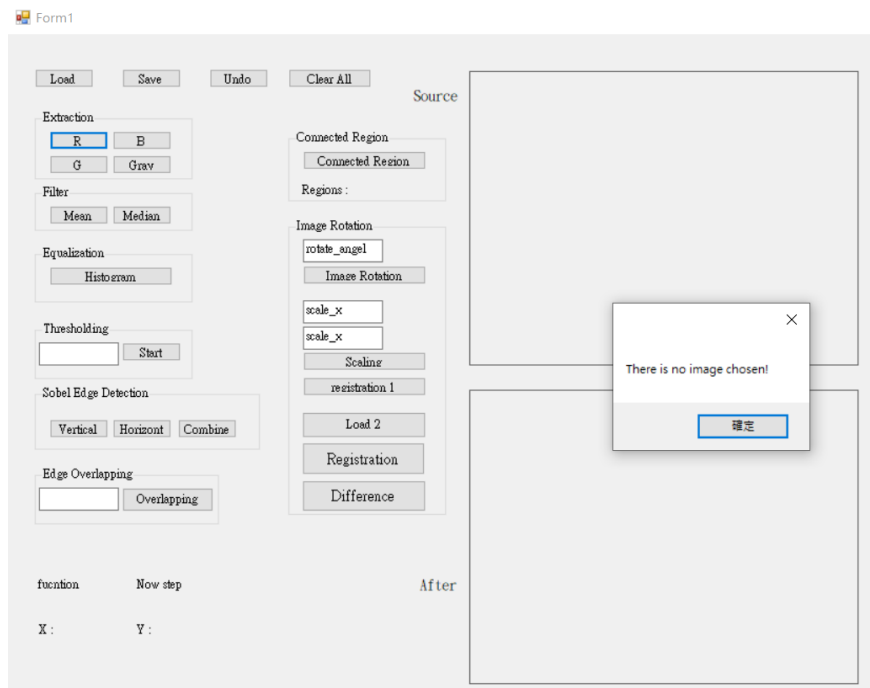 Form1
Load Save Undo Clear All
Source
Extraction
R B
G Gray
Filter
Mean Median
Equalization
Histogram
Thresholding
Start
Sobel Edge Detection
Vertical Horizont Combine
Edge Overlapping
Overlapping
Connected Region
Connected Region
Regions :
Image Rotation
rotate_angel
Image Rotation
scale_x
scale_x
Scaling
registration 1
Load 2
Registration
Difference
There is no image chosen!
確定
fucntion Now step
After
X : Y :